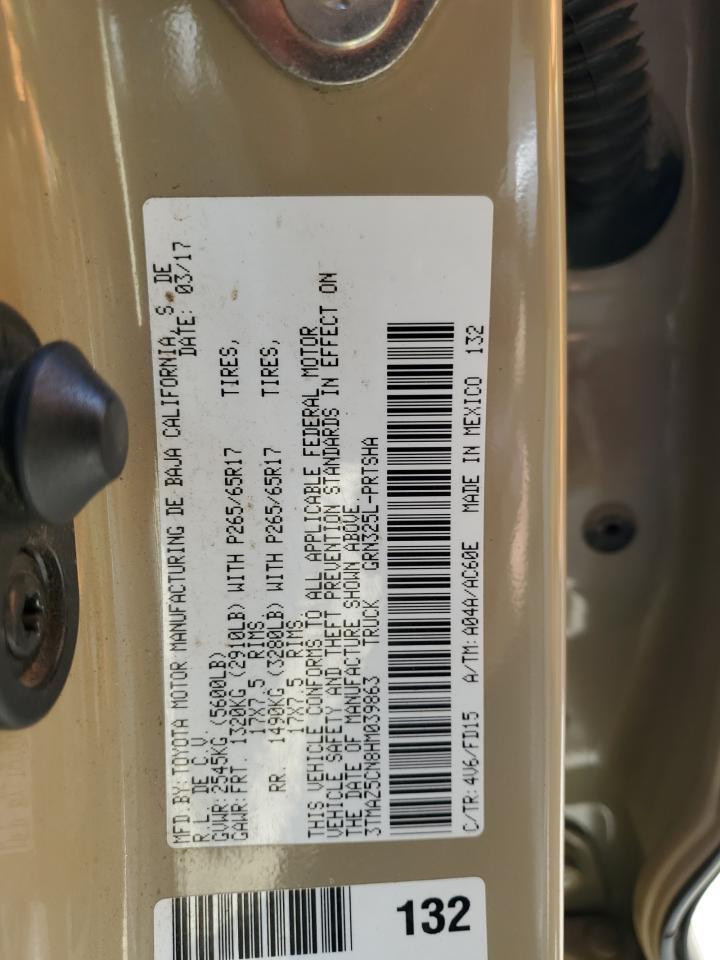 MFD.BY:TOYOTA MOTOR MANUFACTURING DE BAJA CALIFORNIA, S. DE
R.L. DE C.V. DATE: 03/17
GVWR:2545KG (5600LB)
GAWR:FRT. 1320KG (2910LB) WITH P265/65R17 TIRES,
17X7.5 RIMS.
RR. 1490KG (3280LB) WITH P265/65R17 TIRES,
17X7.5 RIMS.
THIS VEHICLE CONFORMS TO ALL APPLICABLE FEDERAL MOTOR
VEHICLE SAFETY AND THEFT PREVENTION STANDARDS IN EFFECT ON
THE DATE OF MANUFACTURE SHOWN ABOVE.
3TMAZ5CN8HM039863 TRUCK GRN325L-PRTSHA
C/TR:4V6/FD15 A/TM:A04A/AC60E MADE IN MEXICO 132
132